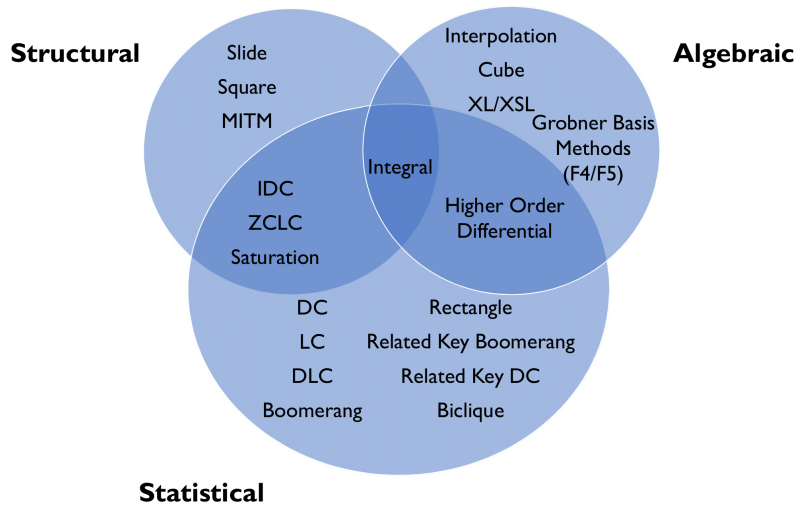 Structural
Algebraic
Slide
Square
MITM
Interpolation
Cube
XL/XSL
Grobner Basis
Methods
(F4/F5)
Integral
IDC
ZCLC
Saturation
Higher Order
Differential
DC
LC
DLC
Boomerang
Rectangle
Related Key Boomerang
Related Key DC
Biclique
Statistical